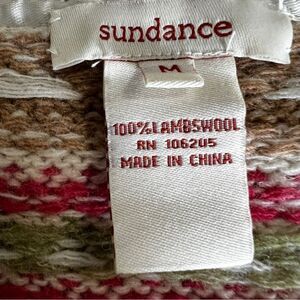 sundance
M
100%LAMBSWOOL
RN 106205
MADE IN CHINA